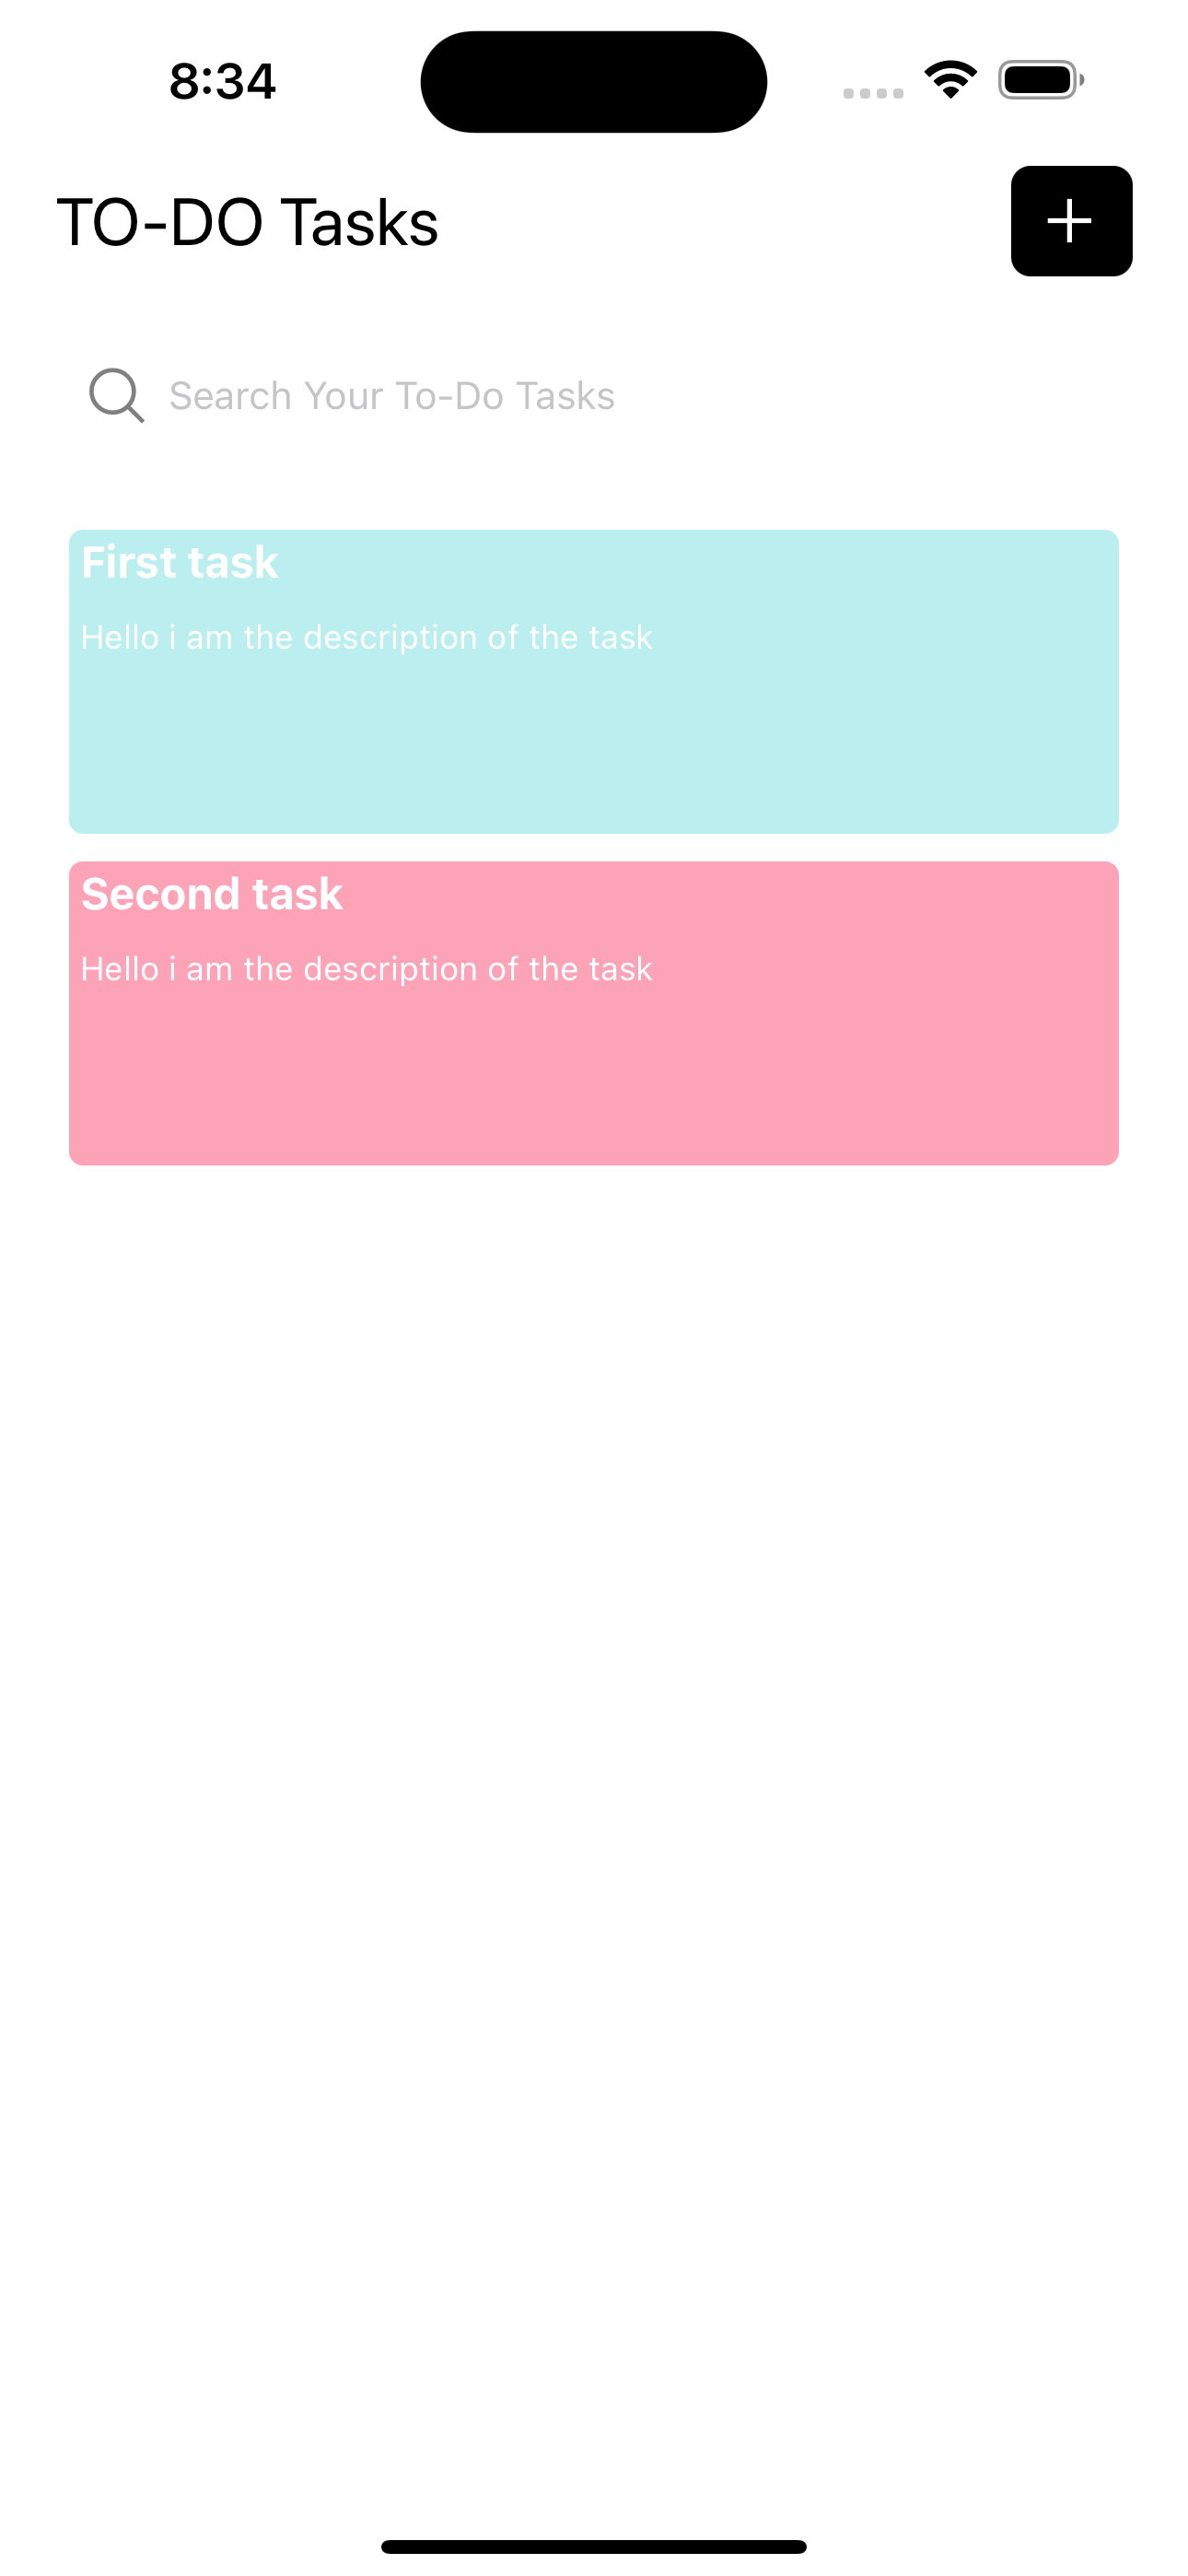 8:34
TO-DO Tasks
Search Your To-Do Tasks
First task
Hello i am the description of the task
Second task
Hello i am the description of the task